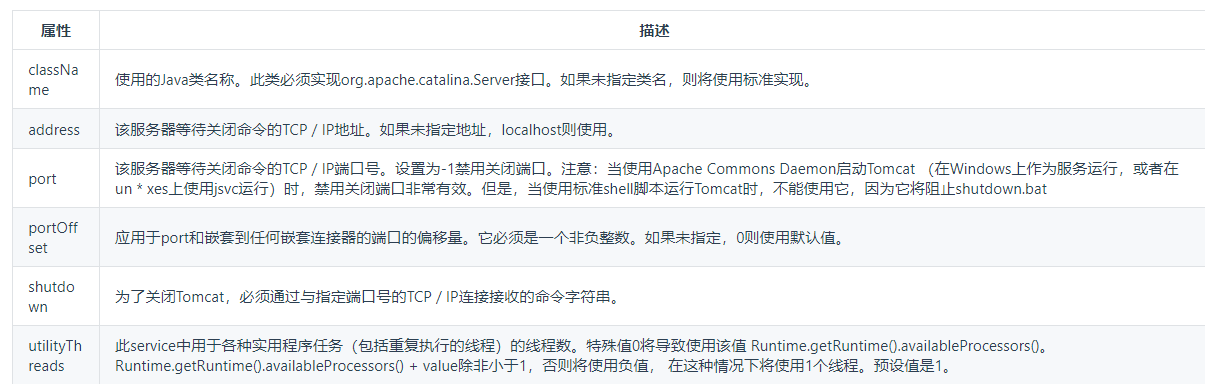 属性 描述
classNa
me
使用的Java类名称。此类必须实现org.apache.catalina.Server接口。如果未指定类名，则将使用标准实现。
address 该服务器等待关闭命令的TCP / IP地址。如果未指定地址，localhost则使用。
port
该服务器等待关闭命令的TCP / IP端口号。设置为-1禁用关闭端口。注意：当使用Apache Commons Daemon启动Tomcat （在Windows上作为服务运行，或者在
un * xes上使用jsvc运行）时，禁用关闭端口非常有效。但是，当使用标准shell脚本运行Tomcat时，不能使用它，因为它将阻止shutdown.bat
portOff
set
应用于port和嵌套到任何嵌套连接器的端口的偏移量。它必须是一个非负整数。如果未指定，0则使用默认值。
shutdo
wn
为了关闭Tomcat，必须通过与指定端口号的TCP / IP连接接收的命令字符串。
utilityTh
reads
此service中用于各种实用程序任务（包括重复执行的线程）的线程数。特殊值0将导致使用该值 Runtime.getRuntime().availableProcessors()。
Runtime.getRuntime().availableProcessors() + value除非小于1，否则将使用负值， 在这种情况下将使用1个线程。预设值是1。